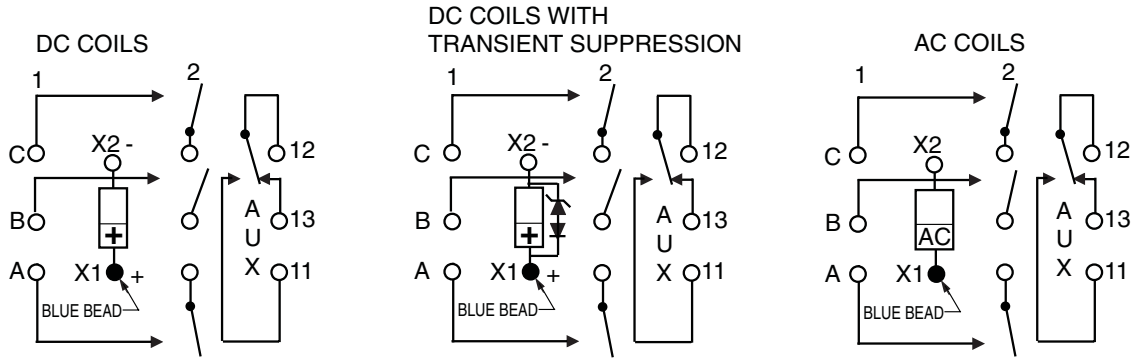 DC COILS
1
2
C
X2 -
12
B
+
A
U
X
13
A
X1
+
11
BLUE BEAD
DC COILS WITH
TRANSIENT SUPPRESSION
1
2
C
X2 -
12
B
+
A
U
X
13
A
X1
+
11
BLUE BEAD
AC COILS
1
2
C
X2
12
B
AC
A
U
X
13
A
X1
11
BLUE BEAD